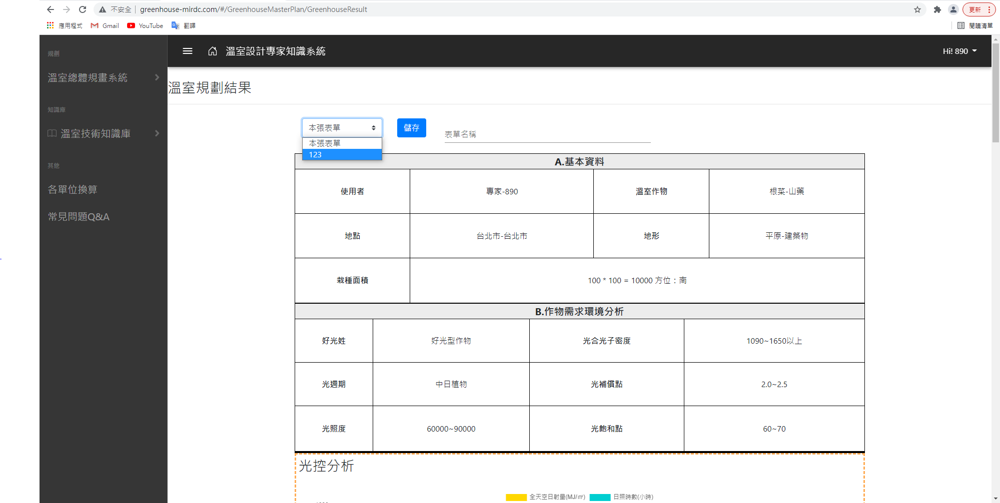 不安全 greenhouse-mirdc.com/#/GreenhouseMasterPlan/GreenhouseResult 更新
應用程式 Gmail YouTube 翻譯 閱讀清單
規劃
溫室總體規畫系統
知識庫
溫室技術知識庫
其他
各單位換算
常見問題Q&A
溫室設計專家知識系統 Hi! 890
溫室規劃結果
本張表單 儲存 表單名稱
本張表單
123
A.基本資料
使用者 專家-890 溫室作物 根菜-山藥
地點 台北市-台北市 地形 平原-建築物
栽種面積 100 * 100 = 10000 方位：南
B.作物需求環境分析
好光姓 好光型作物 光合光子密度 1090~1650以上
光週期 中日植物 光補償點 2.0~2.5
光照度 60000~90000 光飽和點 60~70
光控分析
全天空日射量(MJ/㎡) 日照時數(小時)